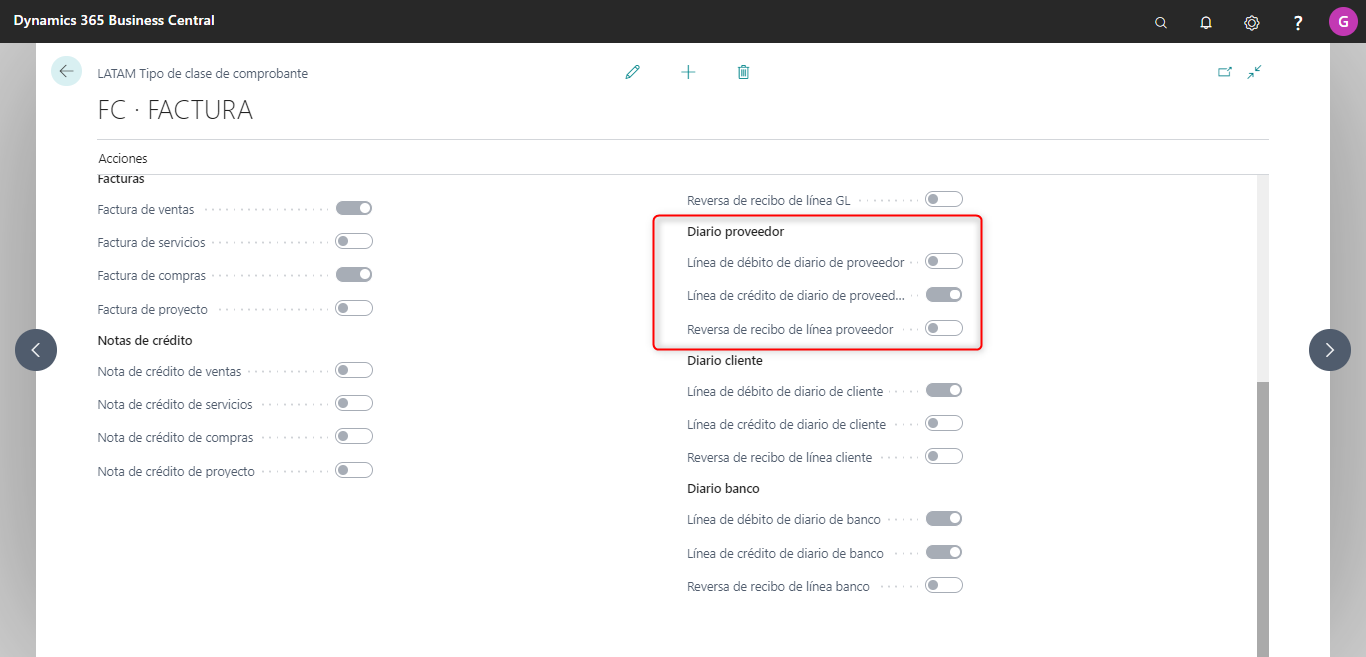 Dynamics 365 Business Central
?
G
LATAM Tipo de clase de comprobante
FC · FACTURA
Acciones
Facturas
Factura de ventas
Factura de servicios
Factura de compras
Factura de proyecto
Notas de crédito
Nota de crédito de ventas
Nota de crédito de servicios
Nota de crédito de compras
Nota de crédito de proyecto
Reversa de recibo de línea GL
Diario proveedor
Línea de débito de diario de proveedor
Línea de crédito de diario de proveed...
Reversa de recibo de línea proveedor
Diario cliente
Línea de débito de diario de cliente
Línea de crédito de diario de cliente
Reversa de recibo de línea cliente
Diario banco
Línea de débito de diario de banco
Línea de crédito de diario de banco
Reversa de recibo de línea banco